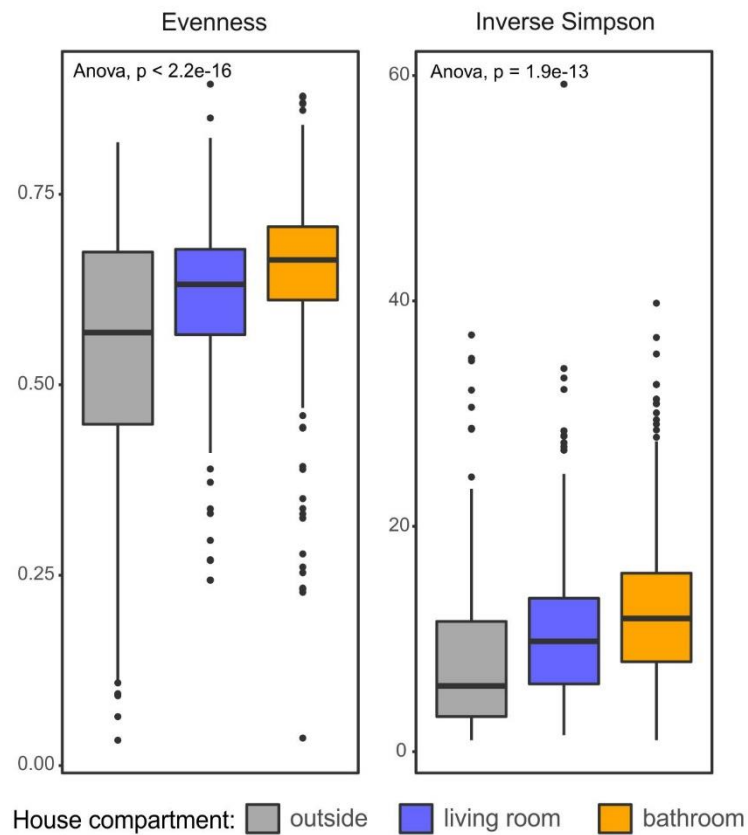 Evenness
Inverse Simpson
Anova, p < 2.2e-16
Anova, p = 1.9e-13
0.75
0.50
0.25
0.00
60
40
20
0
House compartment: outside living room bathroom